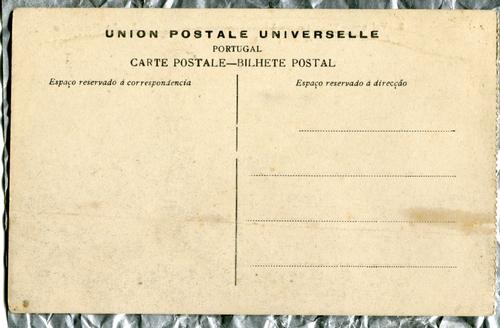 UNION POSTALE UNIVERSELLE
PORTUGAL
CARTE POSTALE—BILHETE POSTAL
Espaço reservado á correspondencia
Espaço reservado á direcção